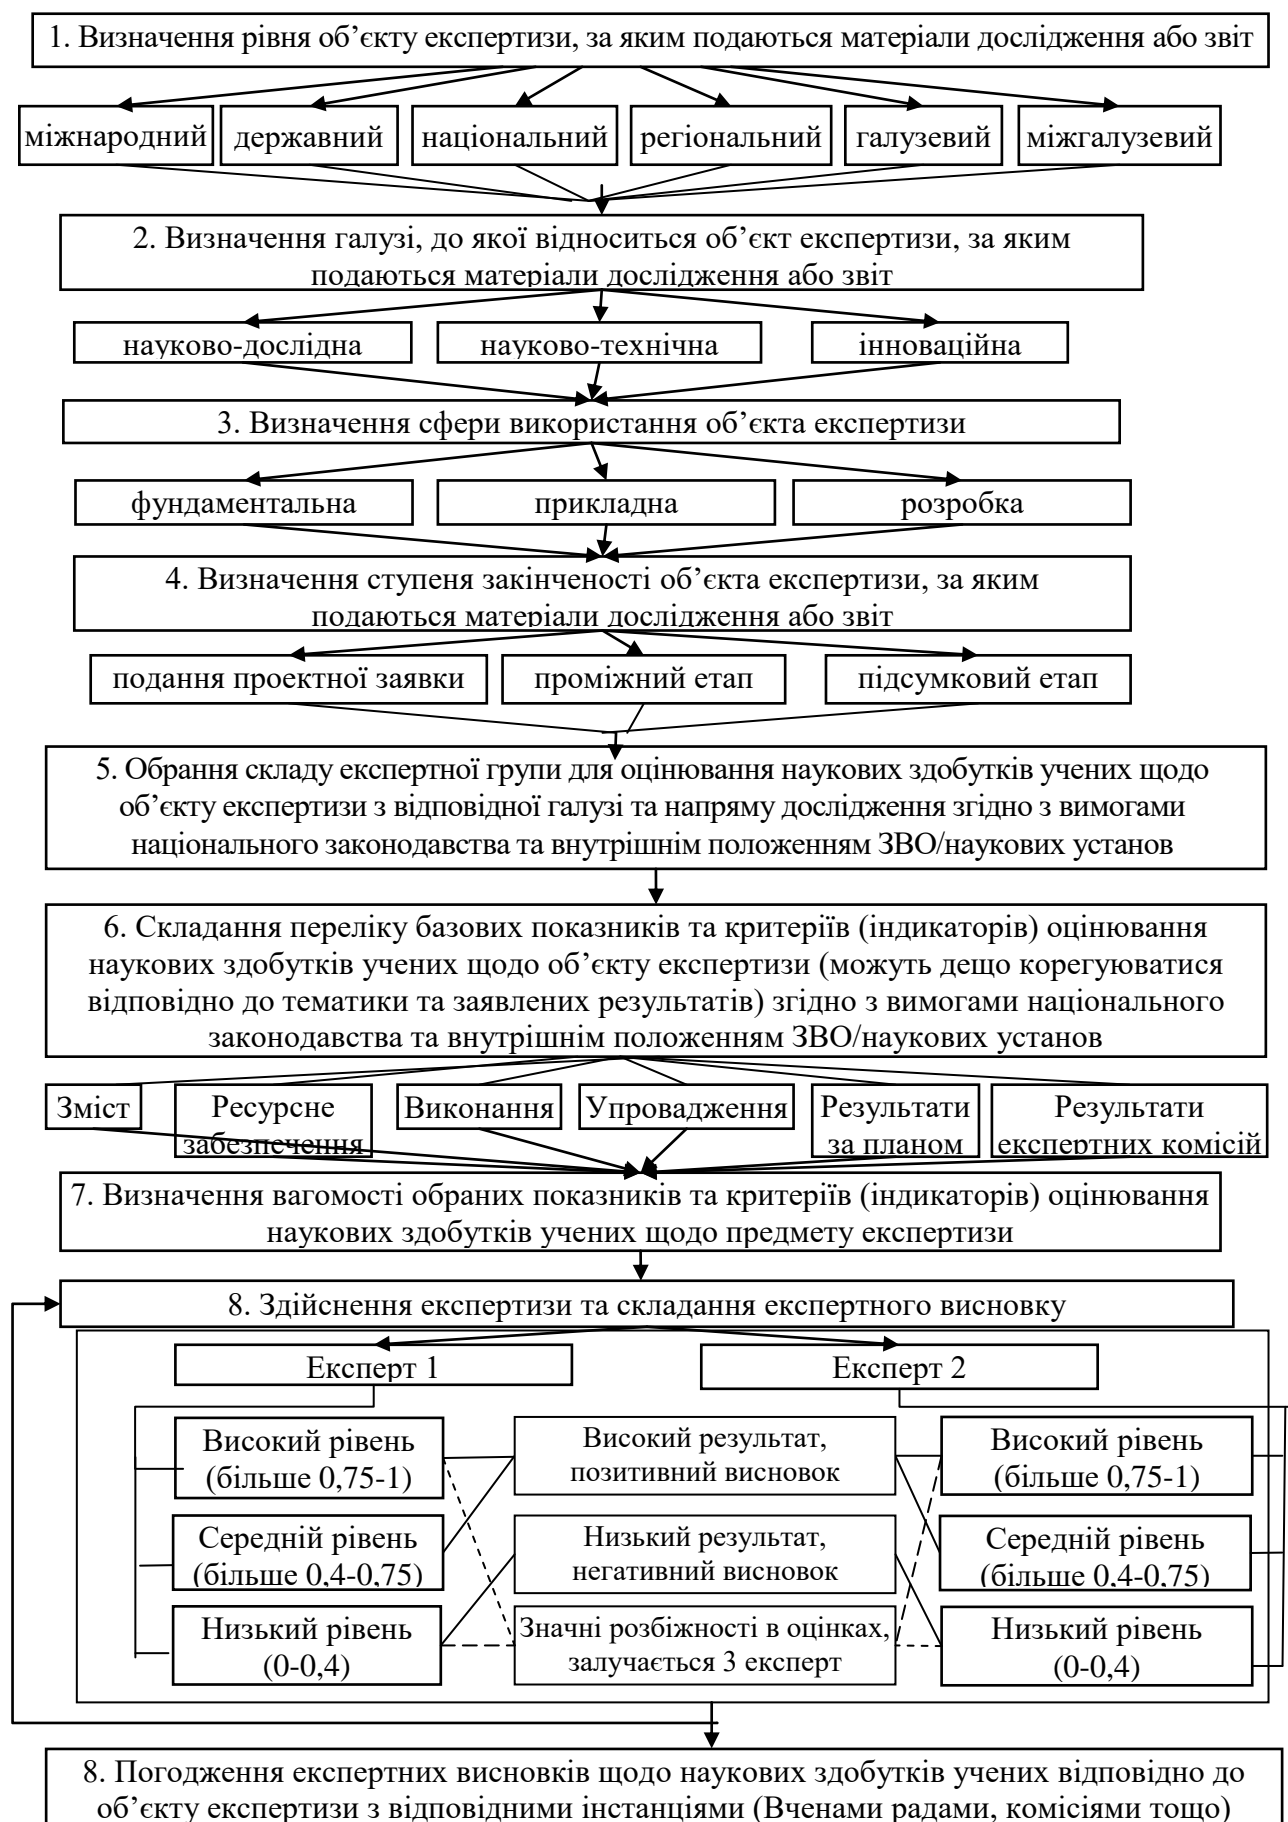 1. Визначення рівня об’єкту експертизи, за яким подаються матеріали дослідження або звіт
міжнародний державний національний регіональний галузевий міжгалузевий
2. Визначення галузі, до якої відноситься об’єкт експертизи, за яким
подаються матеріали дослідження або звіт
науково-дослідна науково-технічна інноваційна
3. Визначення сфери використання об’єкта експертизи
фундаментальна прикладна розробка
4. Визначення ступеня закінченості об’єкта експертизи, за яким
подаються матеріали дослідження або звіт
подання проектної заявки проміжний етап підсумковий етап
5. Обрання складу експертної групи для оцінювання наукових здобутків учених щодо
об’єкту експертизи з відповідної галузі та напряму дослідження згідно з вимогами
національного законодавства та внутрішнім положенням ЗВО/наукових установ
6. Складання переліку базових показників та критеріїв (індикаторів) оцінювання
наукових здобутків учених щодо об’єкту експертизи (можуть дещо корегуюватися
відповідно до тематики та заявлених результатів) згідно з вимогами національного
законодавства та внутрішнім положенням ЗВО/наукових установ
Зміст
Ресурсне
забезпечення
Виконання
Упровадження
Результати
за планом
Результати
експертних комісій
7. Визначення вагомості обраних показників та критеріїв (індикаторів) оцінювання
наукових здобутків учених щодо предмету експертизи
8. Здійснення експертизи та складання експертного висновку
Експерт 1 Експерт 2
Високий рівень
(більше 0,75-1)
Високий результат,
позитивний висновок
Високий рівень
(більше 0,75-1)
Середній рівень
(більше 0,4-0,75)
Низький результат,
негативний висновок
Середній рівень
(більше 0,4-0,75)
Низький рівень
(0-0,4)
Значні розбіжності в оцінках,
залучається 3 експерт
Низький рівень
(0-0,4)
8. Погодження експертних висновків щодо наукових здобутків учених відповідно до
об’єкту експертизи з відповідними інстанціями (Вченами радами, комісіями тощо)